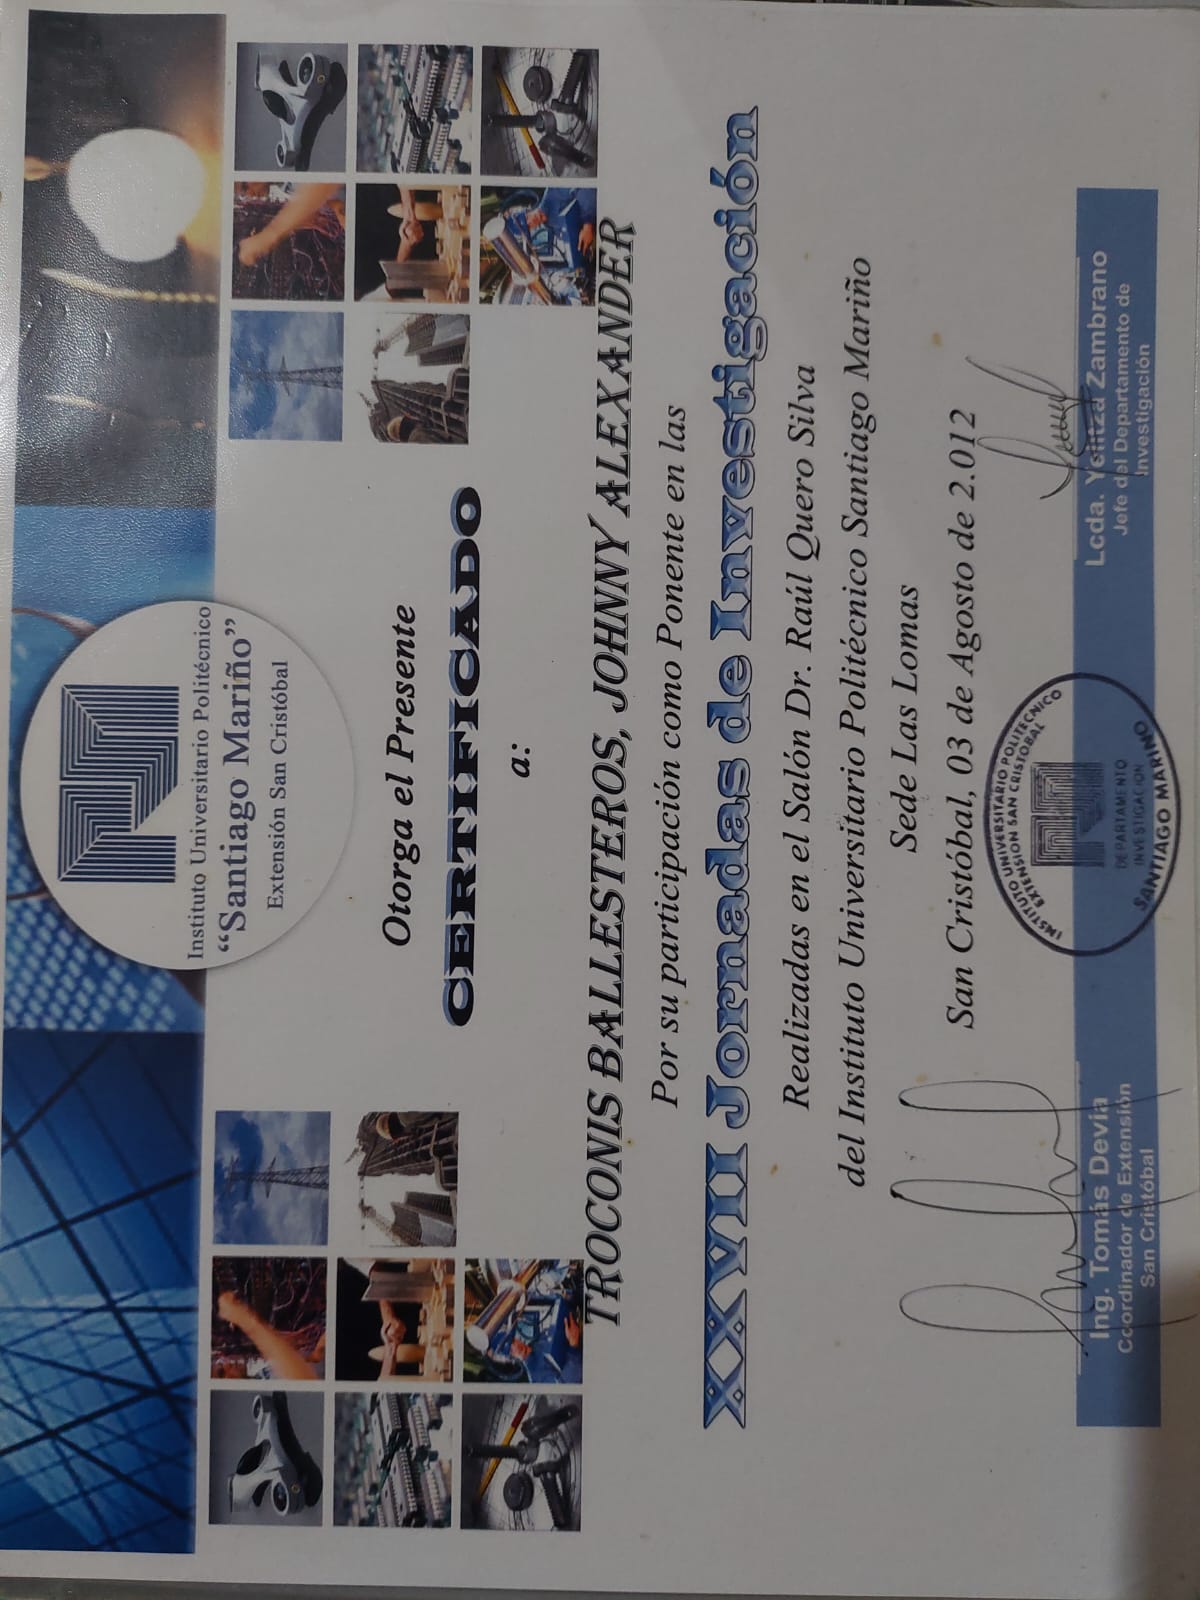 Instituto Universitario Politécnico
“Santiago Mariño”
Extensión San Cristóbal
Otorga el Presente
CERTIFICADO
a:
TROCONIS BALLESTEROS, JOHNNY ALEXANDER
Por su participación como Ponente en las
XXVII Jornadas de Investigación
Realizadas en el Salón Dr. Raúl Quero Silva
del Instituto Universitario Politécnico Santiago Mariño
Sede Las Lomas
San Cristóbal, 03 de Agosto de 2.012
Ing. Tomás Devia
Coordinador de Extensión
San Cristóbal
INSTITUTO UNIVERSITARIO POLITECNICO
EXTENSION SAN CRISTOBAL
DEPARTAMENTO
INVESTIGACION
SANTIAGO MARIÑO
Lcda. Yelitza Zambrano
Jefe del Departamento de
Investigación